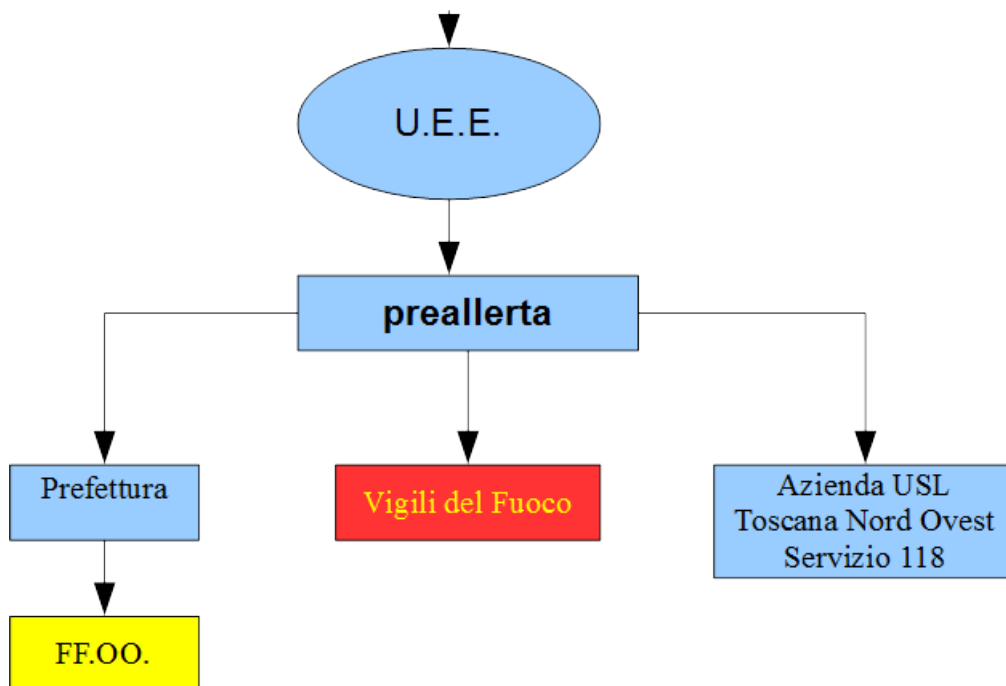 U.E.E.
preallerta
Prefettura
Vigili del Fuoco
Azienda USL
Toscana Nord Ovest
Servizio 118
FF.OO.